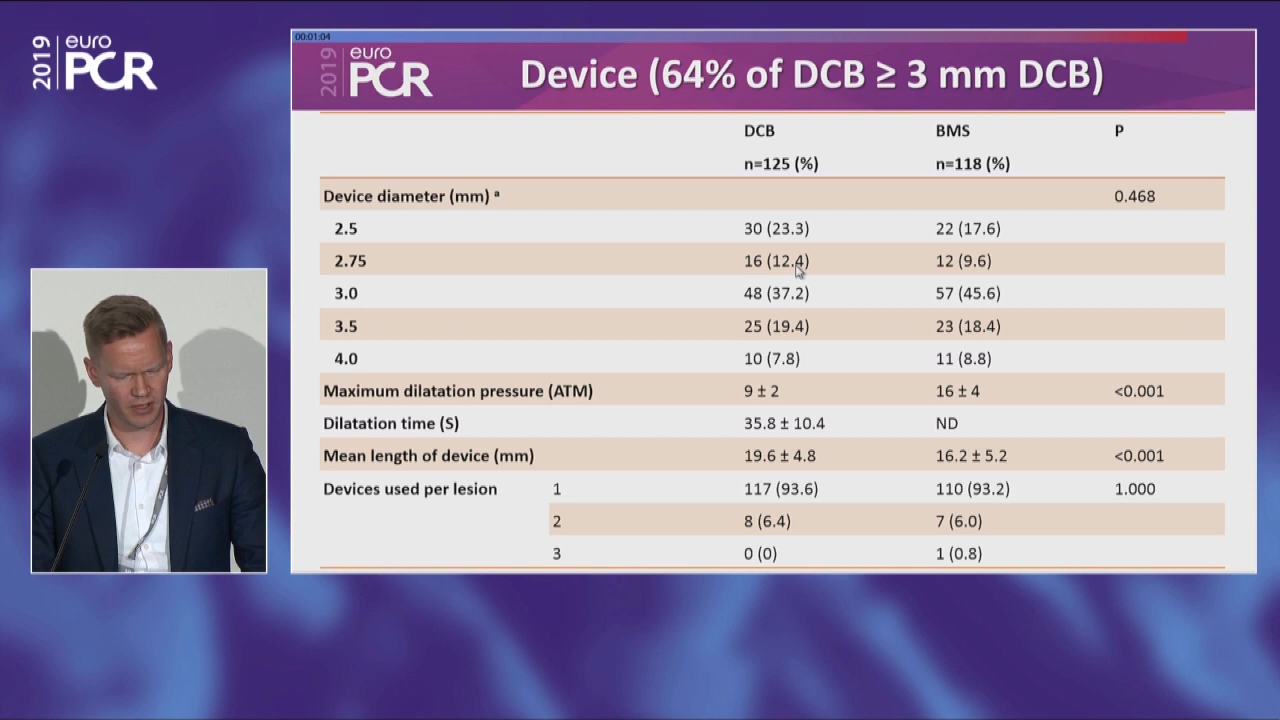 2019 euro PCR
00:01:04
2019 euro PCR
Device (64% of DCB ≥ 3 mm DCB)
DCB BMS P
n=125 (%) n=118 (%)
Device diameter (mm) ᵃ 0.468
2.5 30 (23.3) 22 (17.6)
2.75 16 (12.4) 12 (9.6)
3.0 48 (37.2) 57 (45.6)
3.5 25 (19.4) 23 (18.4)
4.0 10 (7.8) 11 (8.8)
Maximum dilatation pressure (ATM) 9 ± 2 16 ± 4 <0.001
Dilatation time (S) 35.8 ± 10.4 ND
Mean length of device (mm) 19.6 ± 4.8 16.2 ± 5.2 <0.001
Devices used per lesion 1 117 (93.6) 110 (93.2) 1.000
2 8 (6.4) 7 (6.0)
3 0 (0) 1 (0.8)